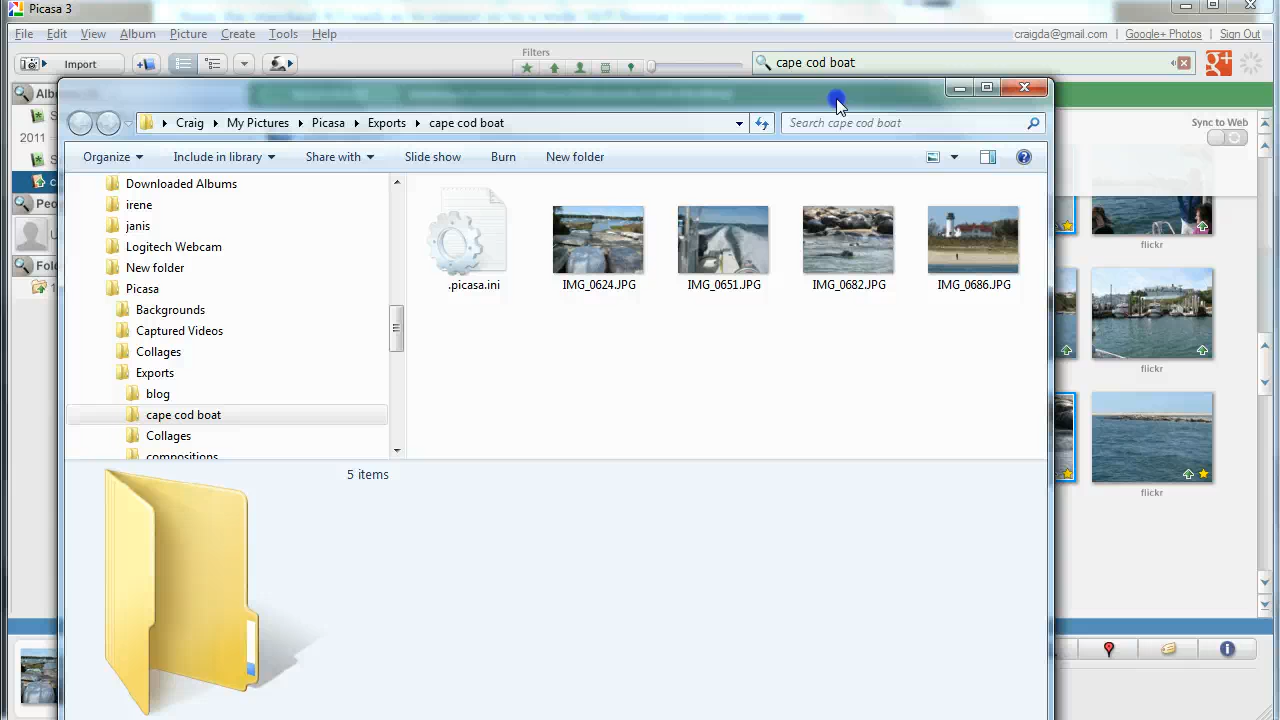 Picasa 3
File Edit View Album Picture Create Tools Help
craigda@gmail.com Google+ Photos Sign Out
Import
Filters
cape cod boat
Craig My Pictures Picasa Exports cape cod boat
Search cape cod boat
Organize Include in library Share with Slide show Burn New folder
2011
Sync to Web
Downloaded Albums
irene
janis
Logitech Webcam
New folder
Picasa
Backgrounds
Captured Videos
Collages
Exports
blog
cape cod boat
Collages
compositions
.picasa.ini
IMG_0624.JPG
IMG_0651.JPG
IMG_0682.JPG
IMG_0686.JPG
flickr
flickr
flickr
5 items